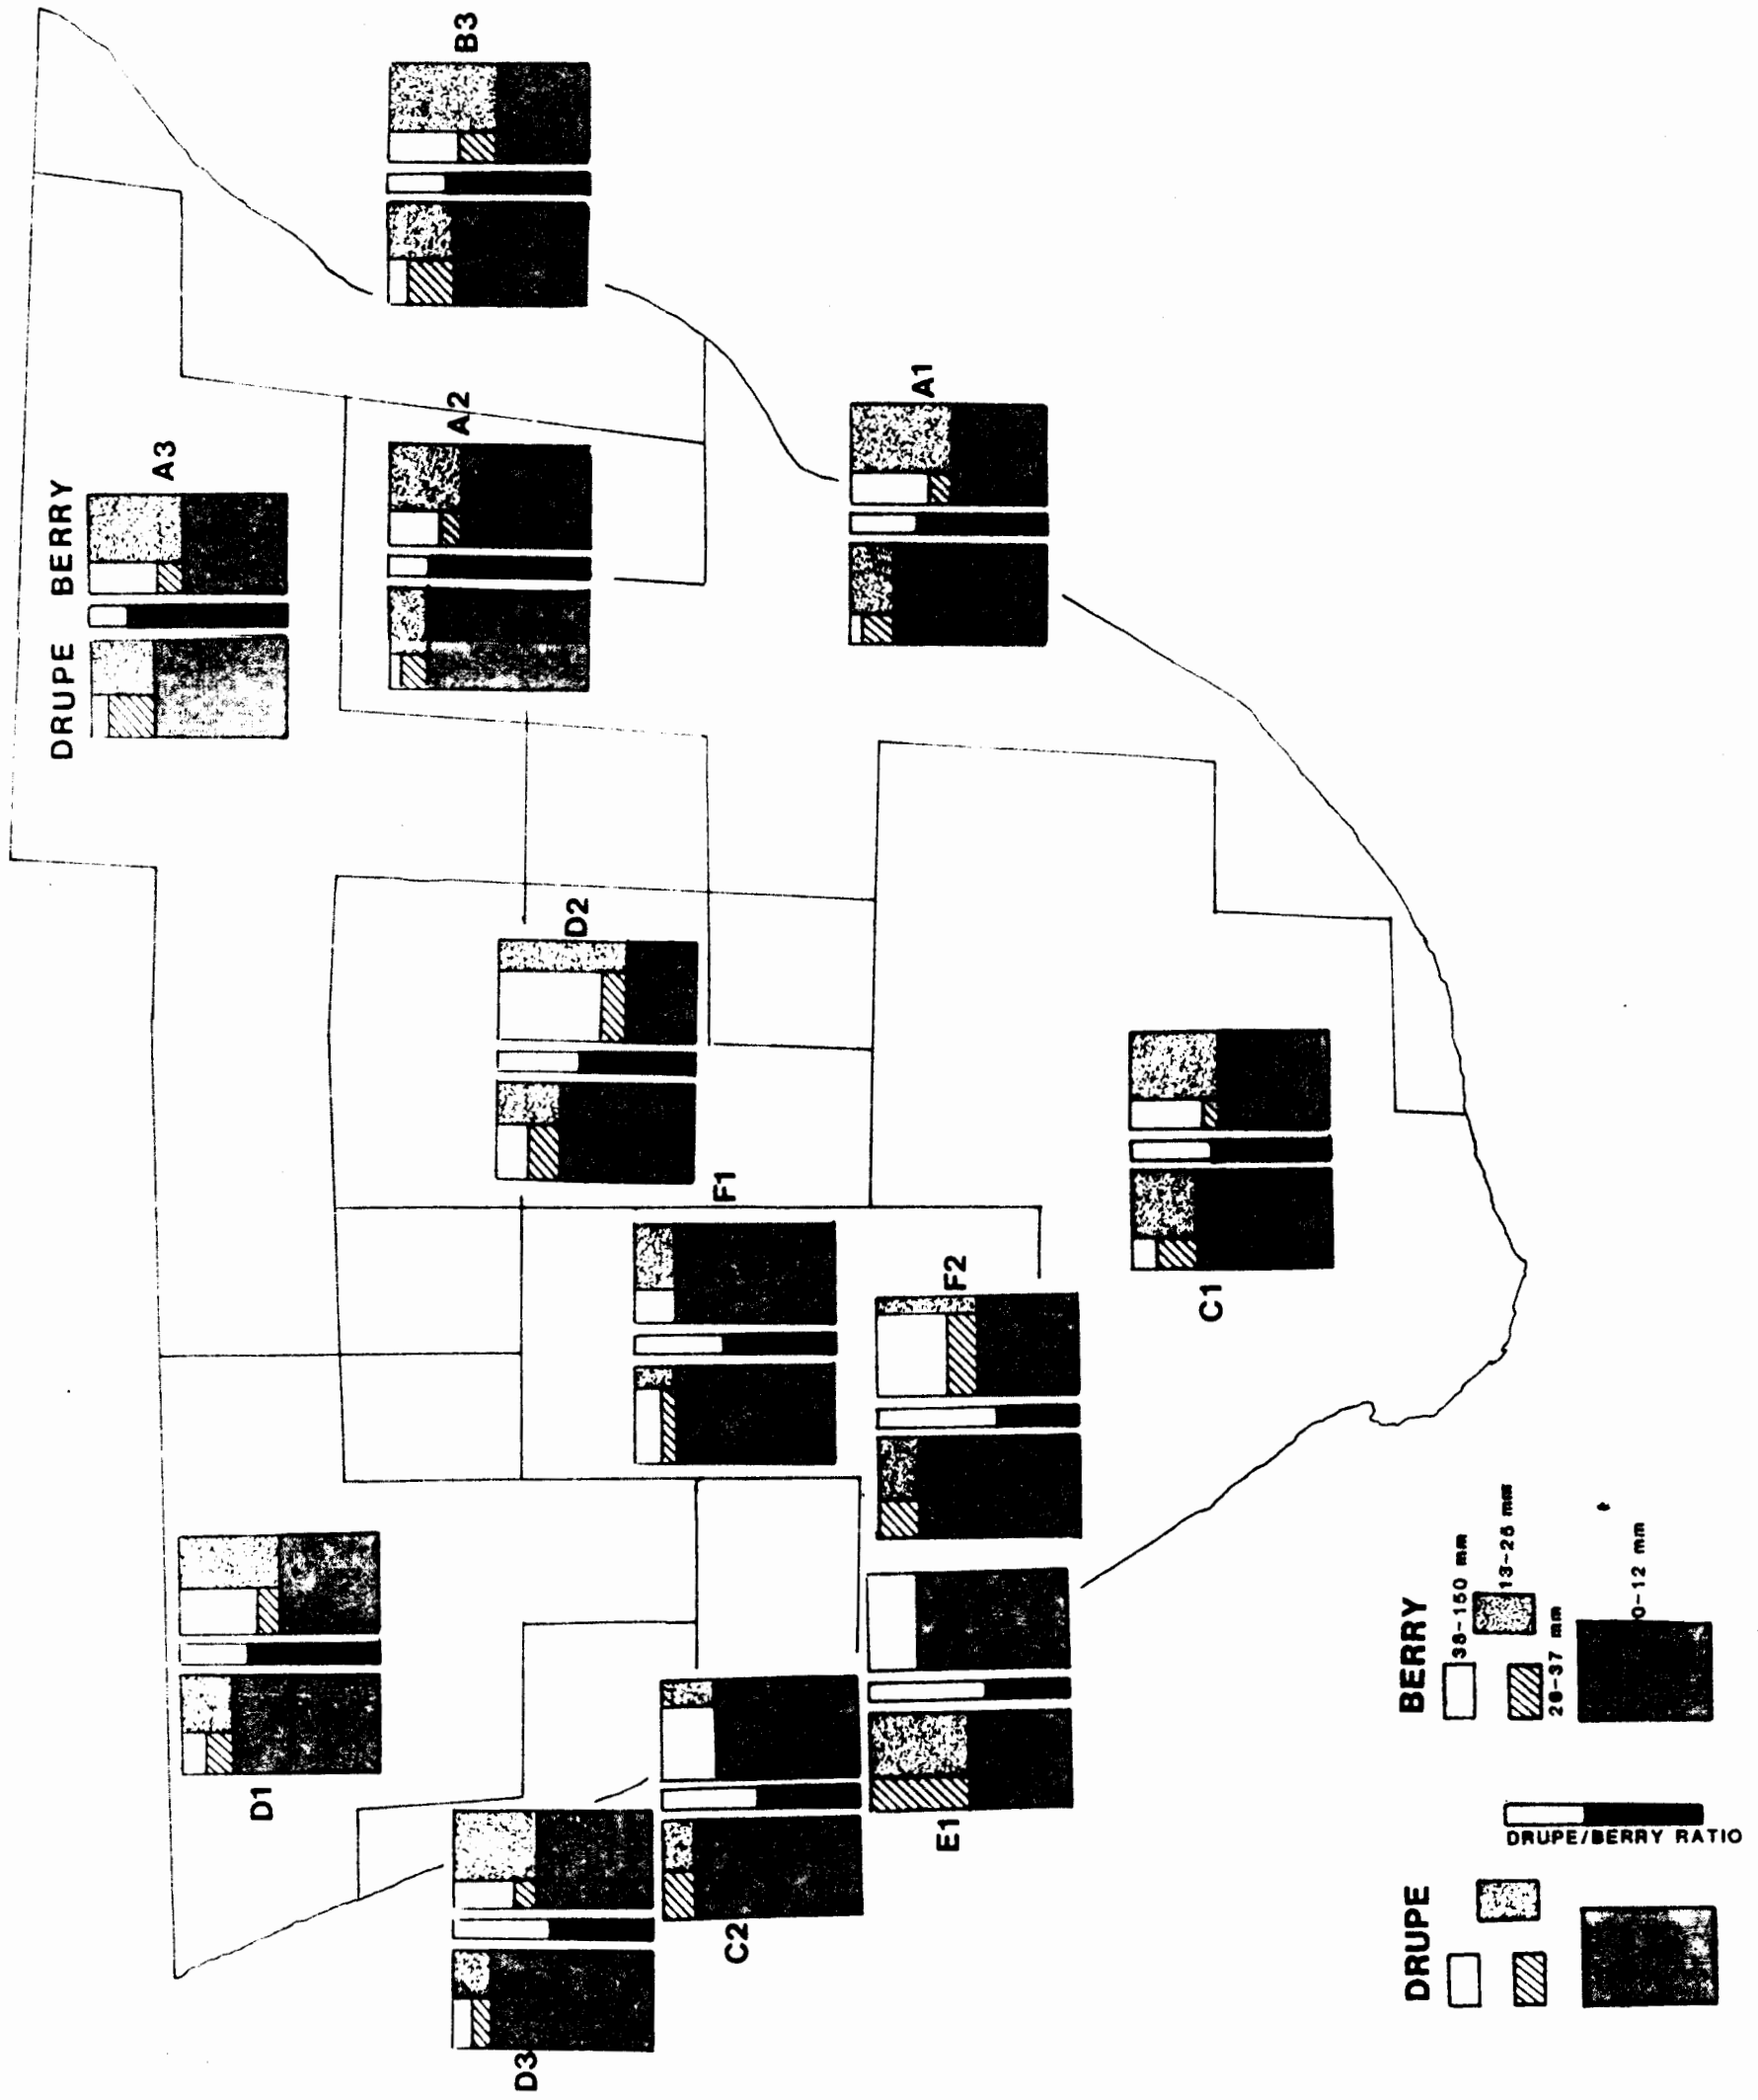 B3
A2
A3
DRUPE BERRY
A1
D2
F1
F2
C1
D1
D3
C2
E1
BERRY
38-150 mm
13-25 mm
26-37 mm
0-12 mm
DRUPE
DRUPE/BERRY RATIO